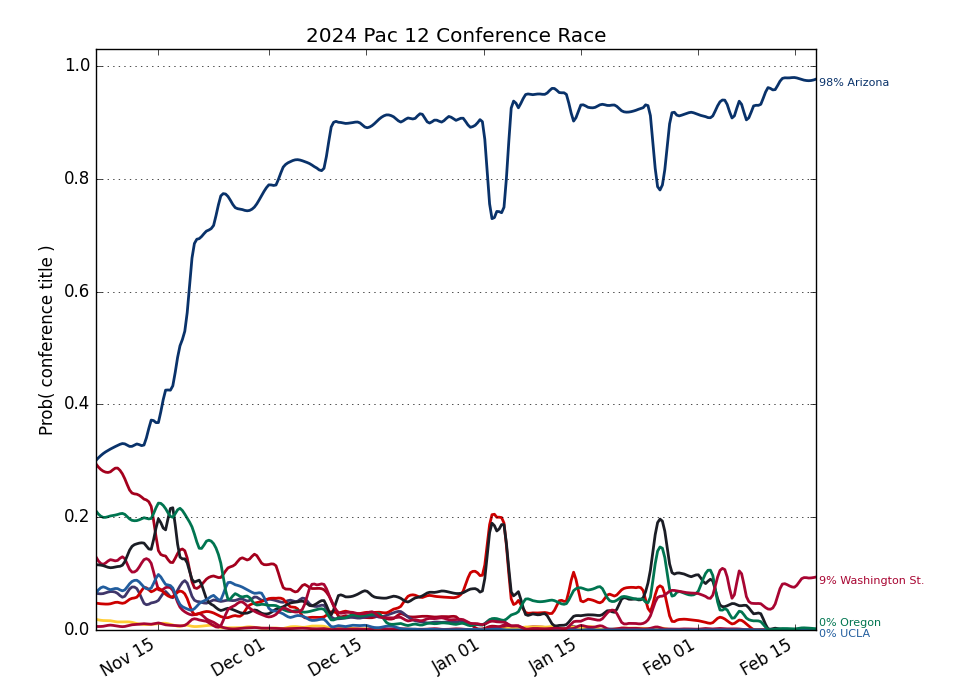 2024 Pac 12 Conference Race
Prob( conference title )
1.0
0.8
0.6
0.4
0.2
0.0
98% Arizona
9% Washington St.
0% Oregon
0% UCLA
Nov 15
Dec 01
Dec 15
Jan 01
Jan 15
Feb 01
Feb 15